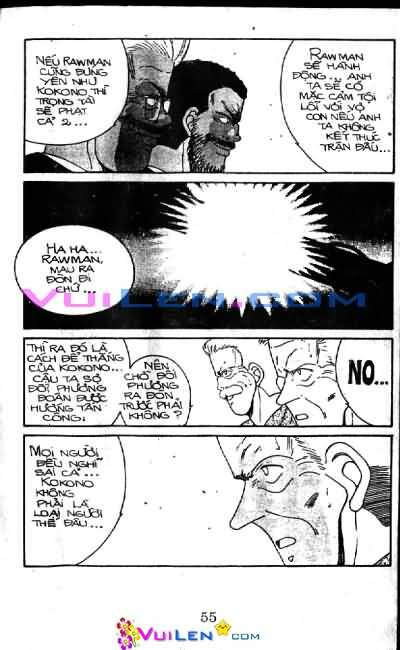 RAWMAN
SẼ HÀNH
ĐỘNG... ANH
TA SẼ CÓ
MẶC CẢM TỘI
LỖI VỚI VỢ
CON NẾU ANH
TA KHÔNG
KẾT THÚC
TRẬN ĐẤU...
NẾU RAWMAN
CŨNG ĐỨNG
YÊN NHƯ
KOKONO THÌ
TRỌNG TÀI
SẼ PHẠT
CẢ 2...
HA HA...
RAWMAN,
MAU RA
ĐÒN ĐI
CHỨ...
VUILEN.COM
NO...
NÊN
CHỜ ĐỐI
PHƯƠNG
RA ĐÒN
TRƯỚC PHẢI
KHÔNG?
THÌ RA ĐÓ LÀ
CÁCH ĐỂ THẮNG
CỦA KOKONO...
CẬU TA SỢ
ĐỐI PHƯƠNG
ĐOÁN ĐƯỢC
HƯỚNG TẤN
CÔNG
MỌI NGƯỜI
ĐỀU NGHĨ
SAI CẢ...
KOKONO
KHÔNG
PHẢI LÀ
LOẠI NGƯỜI
THẾ ĐÂU...
55
VUILEN.COM